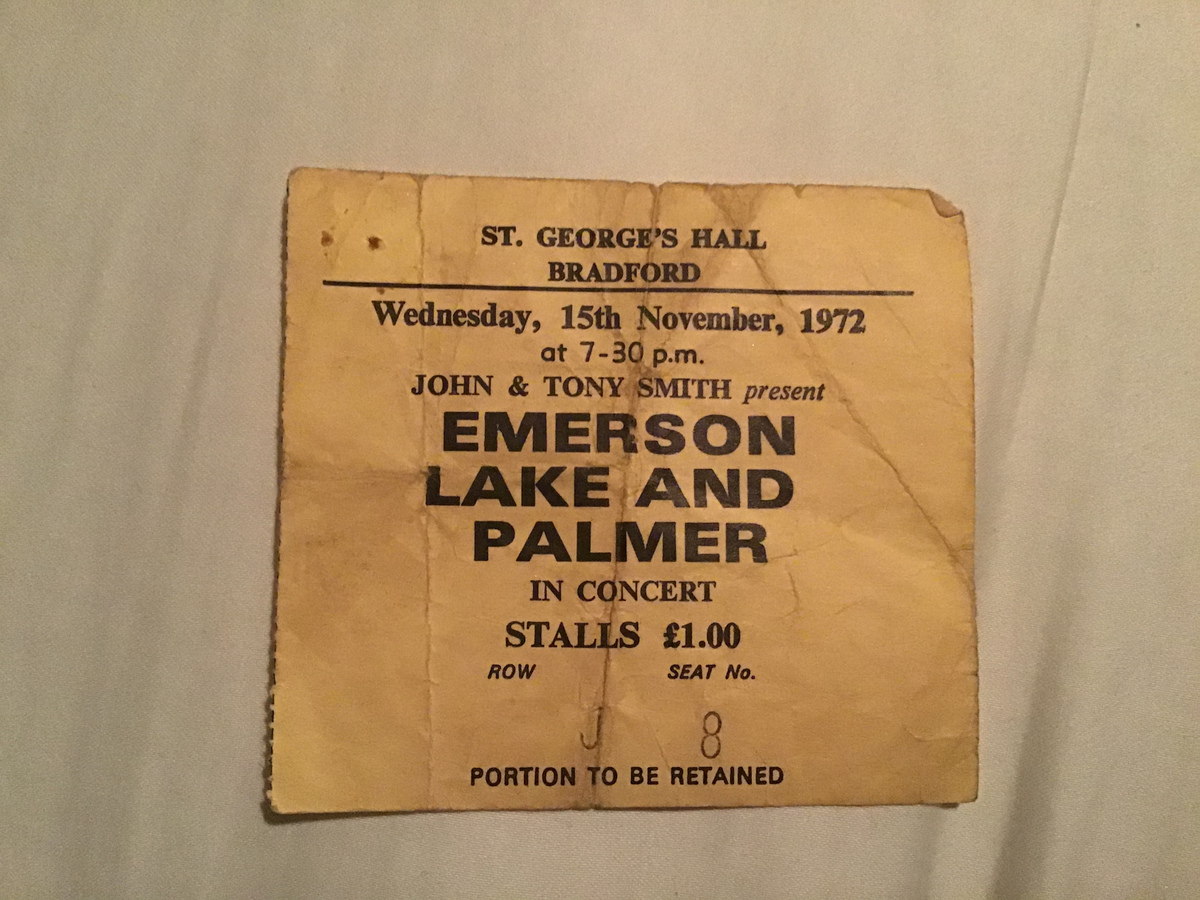 ST. GEORGE'S HALL
BRADFORD
Wednesday, 15th November, 1972
at 7-30 p.m.
JOHN & TONY SMITH present
EMERSON
LAKE AND
PALMER
IN CONCERT
STALLS £1.00
ROW SEAT No.
J 8
PORTION TO BE RETAINED